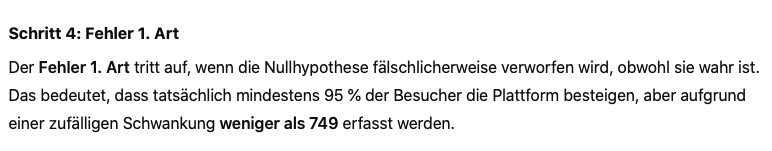 Schritt 4: Fehler 1. Art
Der Fehler 1. Art tritt auf, wenn die Nullhypothese fälschlicherweise verworfen wird, obwohl sie wahr ist.
Das bedeutet, dass tatsächlich mindestens 95 % der Besucher die Plattform besteigen, aber aufgrund
einer zufälligen Schwankung weniger als 749 erfasst werden.